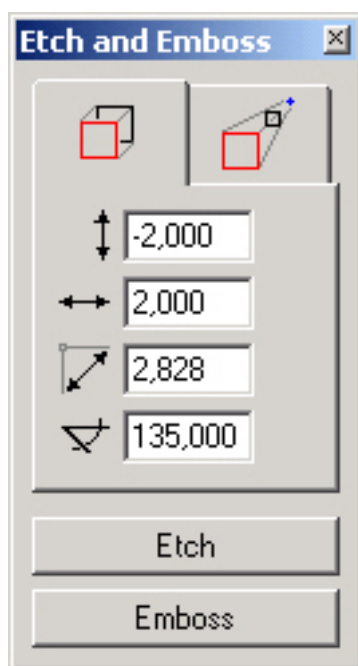 Etch and Emboss
-2,000
2,000
2,828
135,000
Etch
Emboss